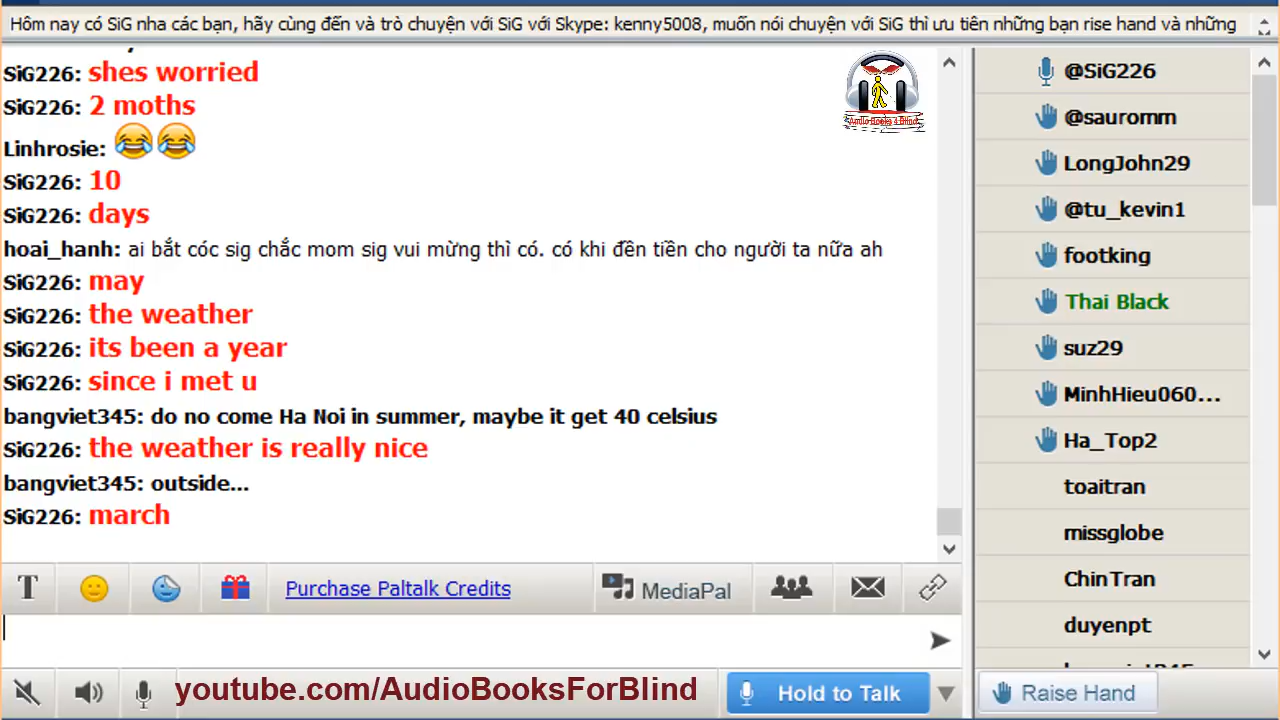 Hôm nay có SiG nha các bạn, hãy cùng đến và trò chuyện với SiG với Skype: kenny5008, muốn nói chuyện với SiG thì ưu tiên những bạn rise hand và những
SiG226: shes worried
SiG226: 2 moths
Linhrosie: 😂😂
SiG226: 10
SiG226: days
hoai_hanh: ai bắt cóc sig chắc mom sig vui mừng thì có. có khi đền tiền cho người ta nữa ah
SiG226: may
SiG226: the weather
SiG226: its been a year
SiG226: since i met u
bangviet345: do no come Ha Noi in summer, maybe it get 40 celsius
SiG226: the weather is really nice
bangviet345: outside...
SiG226: march
Audio Books 4 Blind
@SiG226
@sauromm
LongJohn29
@tu_kevin1
footking
Thai Black
suz29
MinhHieu060...
Ha_Top2
toaitran
missglobe
ChinTran
duyenpt
T
Purchase Paltalk Credits
MediaPal
youtube.com/AudioBooksForBlind
Hold to Talk
Raise Hand